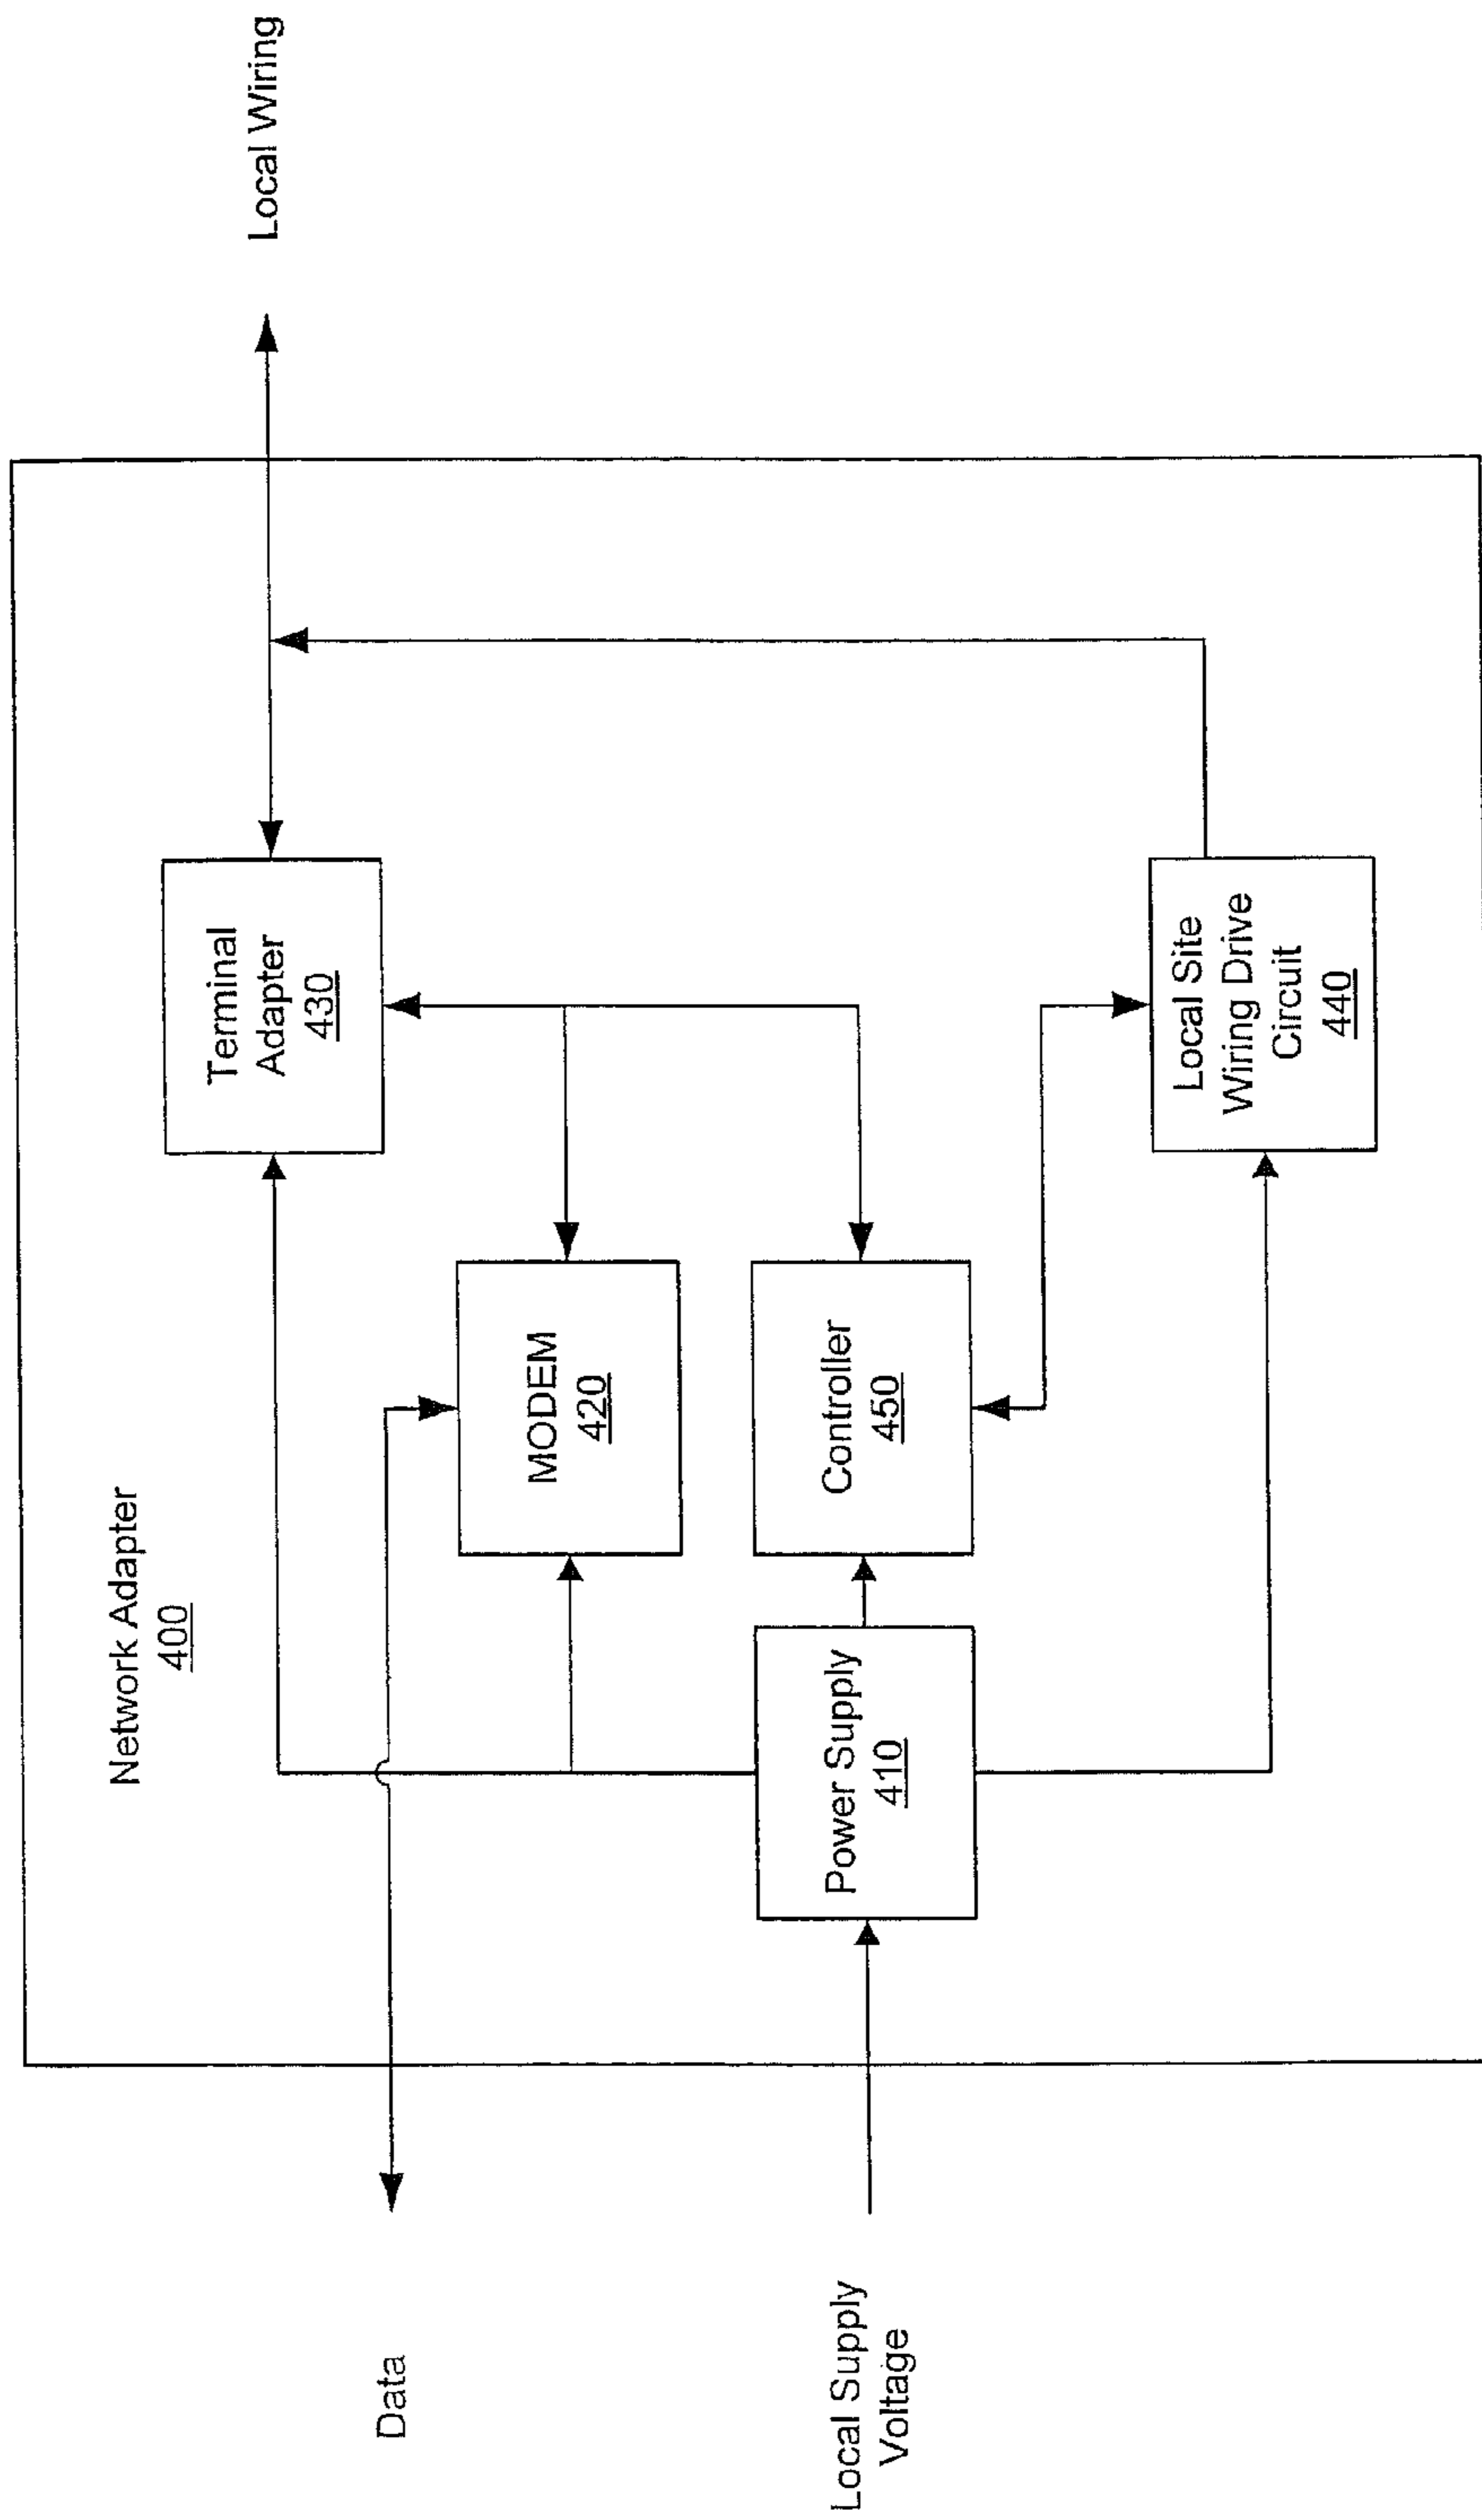 Network Adapter
400
Local Wiring
Terminal
Adapter
430
Data
MODEM
420
Local Supply
Voltage
Power Supply
410
Controller
450
Local Site
Wiring Drive
Circuit
440